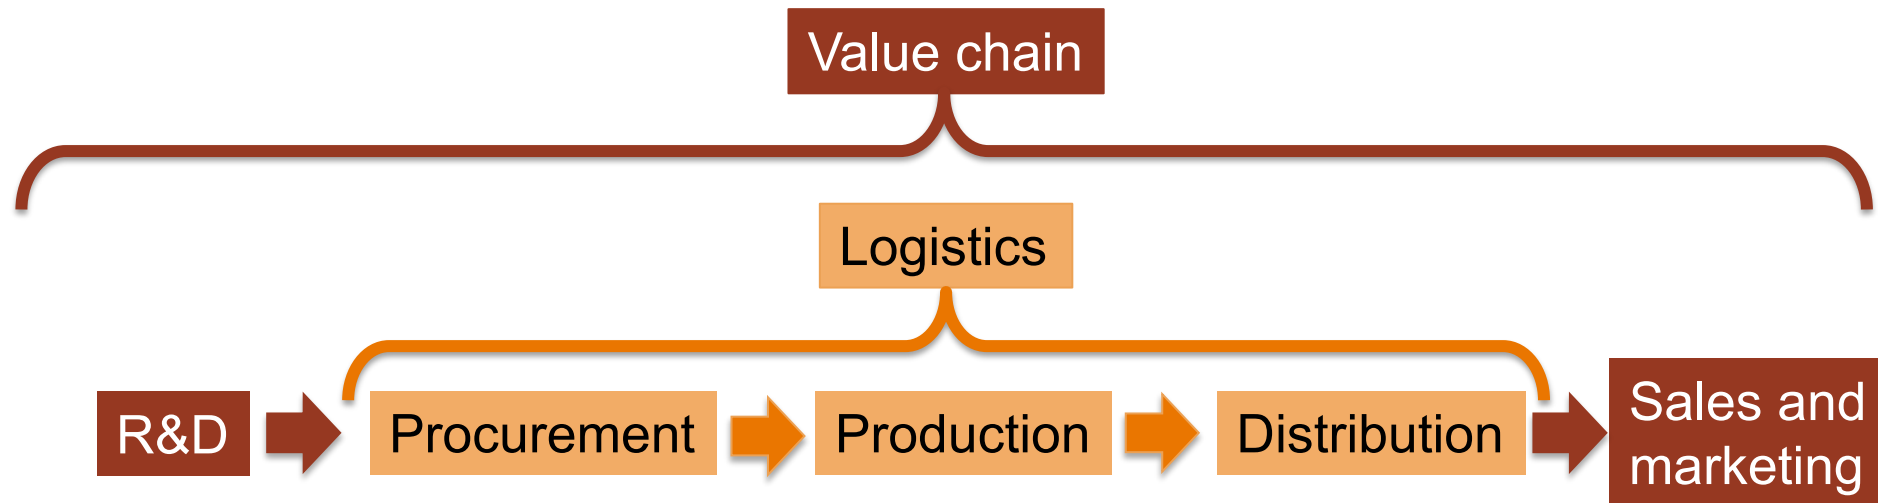 Value chain
Logistics
R&D
Procurement
Production
Distribution
Sales and
marketing